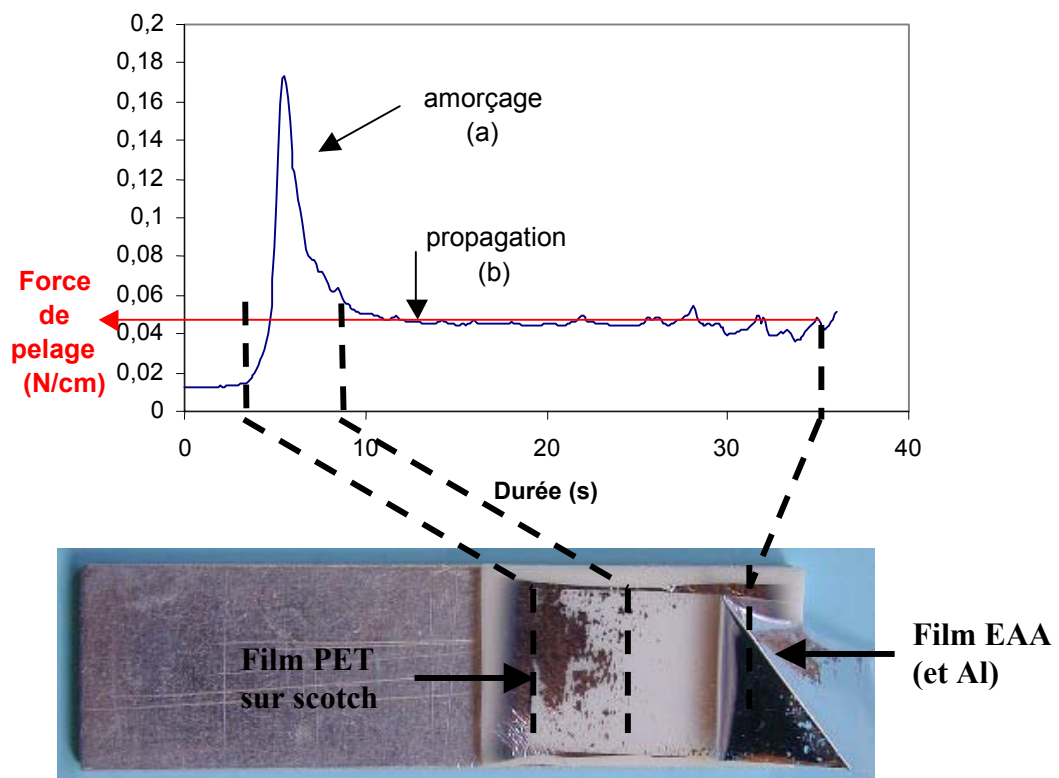 0,2
0,18
0,16
0,14
0,12
0,1
0,08
0,06
0,04
0,02
0
amorçage
(a)
propagation
(b)
Force
de
pelage
(N/cm)
0 10 20 30 40
Durée (s)
Film PET
sur scotch
Film EAA
(et Al)